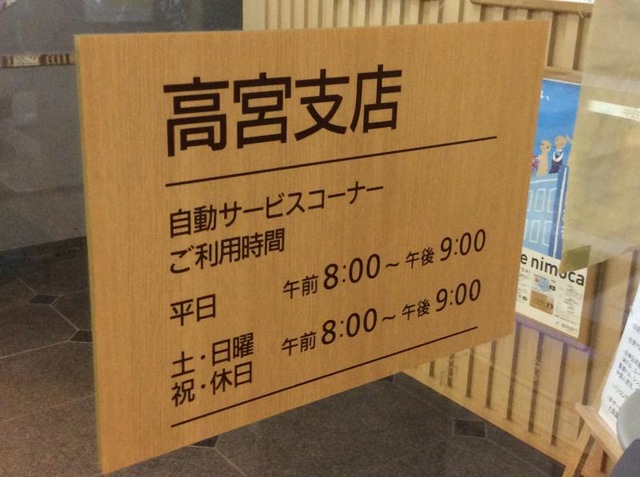 高宮支店
自動サービスコーナー
ご利用時間
平日 午前8:00～午後9:00
土・日曜
祝・休日 午前8:00～午後9:00
e nimoca